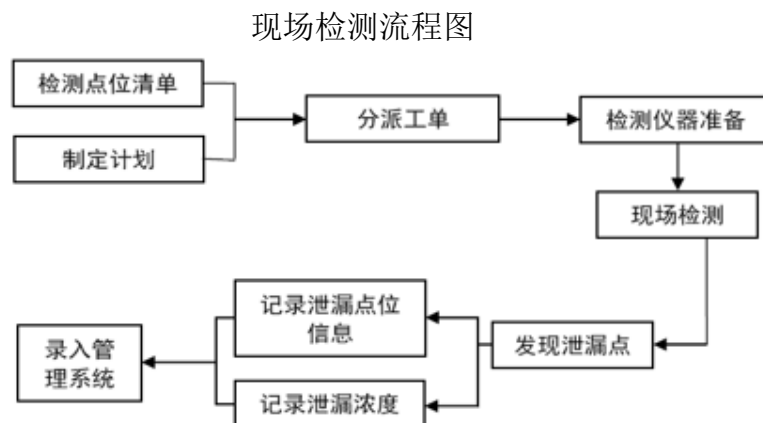 现场检测流程图
检测点位清单
分派工单
检测仪器准备
制定计划
现场检测
记录泄漏点位
信息
发现泄漏点
录入管
理系统
记录泄漏浓度